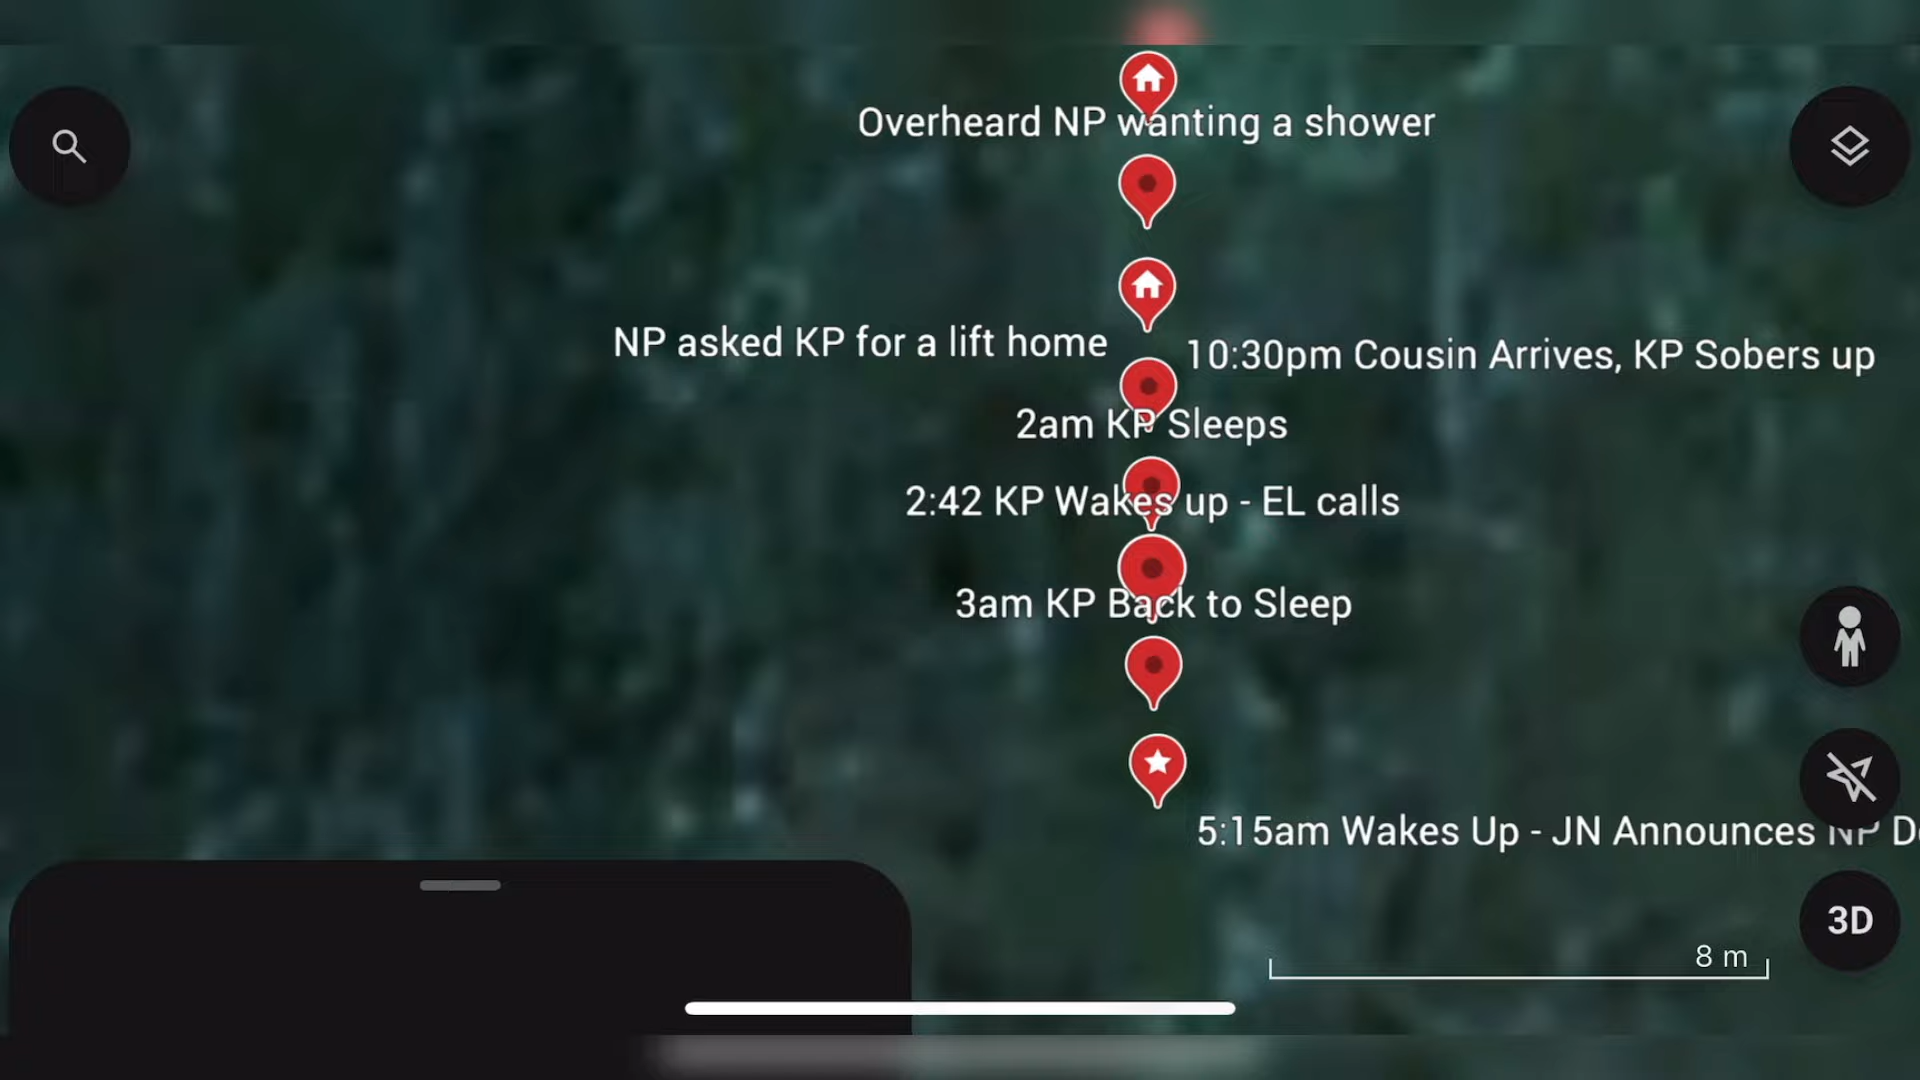 Overheard NP wanting a shower
NP asked KP for a lift home
10:30pm Cousin Arrives, KP Sobers up
2am KP Sleeps
2:42 KP Wakes up - EL calls
3am KP Back to Sleep
5:15am Wakes Up - JN Announces NP
3D
8 m